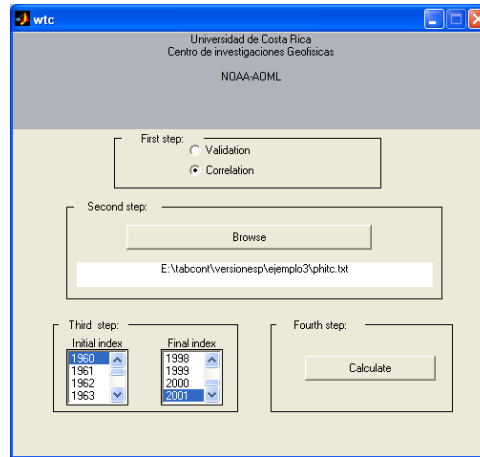 wtc
Universidad de Costa Rica
Centro de investigaciones Geofisicas
NOAA-AOML
First step:
Validation
Correlation
Second step:
Browse
E:\tabcont\versionesp\ejemplo3\phitc.txt
Third step:
Initial index
1960
1961
1962
1963
Final index
1998
1999
2000
2001
Fourth step:
Calculate